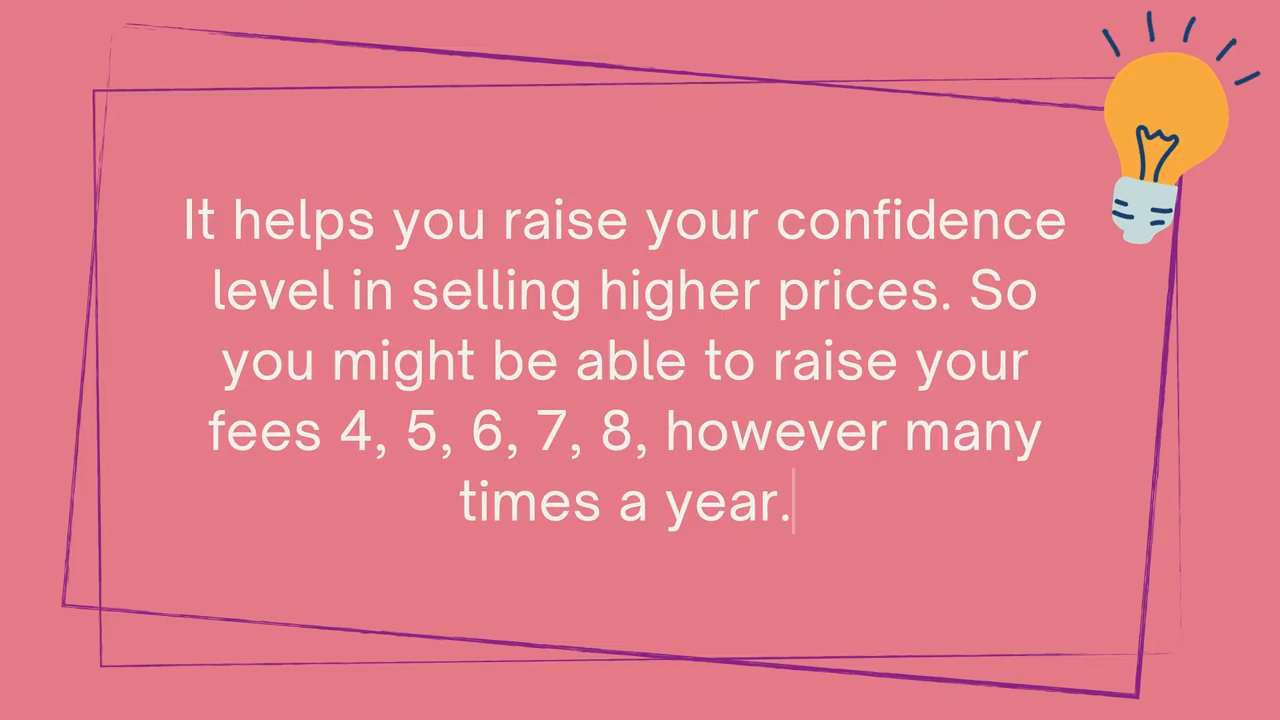 It helps you raise your confidence
level in selling higher prices. So
you might be able to raise your
fees 4, 5, 6, 7, 8, however many
times a year.